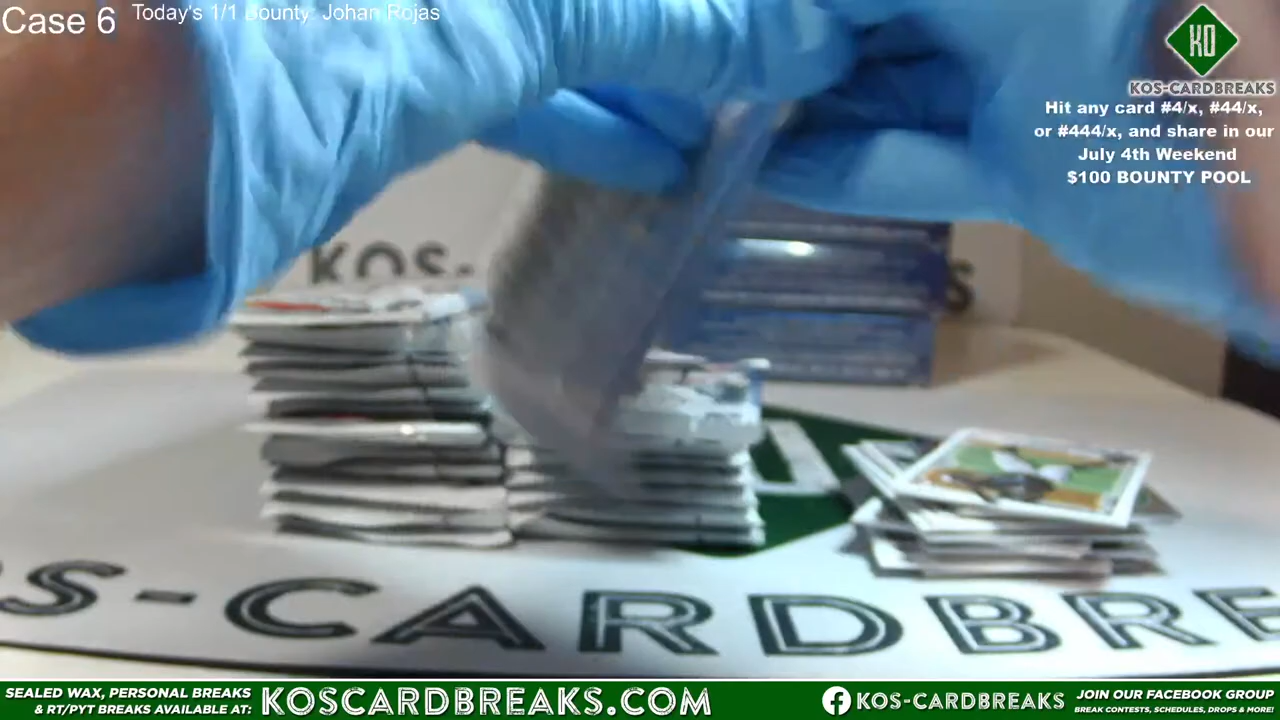 Case 6
Today's 1/1 Bounty: Johan Rojas
KO
KOS-CARDBREAKS
Hit any card #4/x, #44/x,
or #444/x, and share in our
July 4th Weekend
$100 BOUNTY POOL
KOS-
S
S-CARDBRE
SEALED WAX, PERSONAL BREAKS
& RT/PYT BREAKS AVAILABLE AT:
KOSCARDBREAKS.COM
KOS-CARDBREAKS
JOIN OUR FACEBOOK GROUP
BREAK CONTESTS, SCHEDULES, DROPS & MORE!